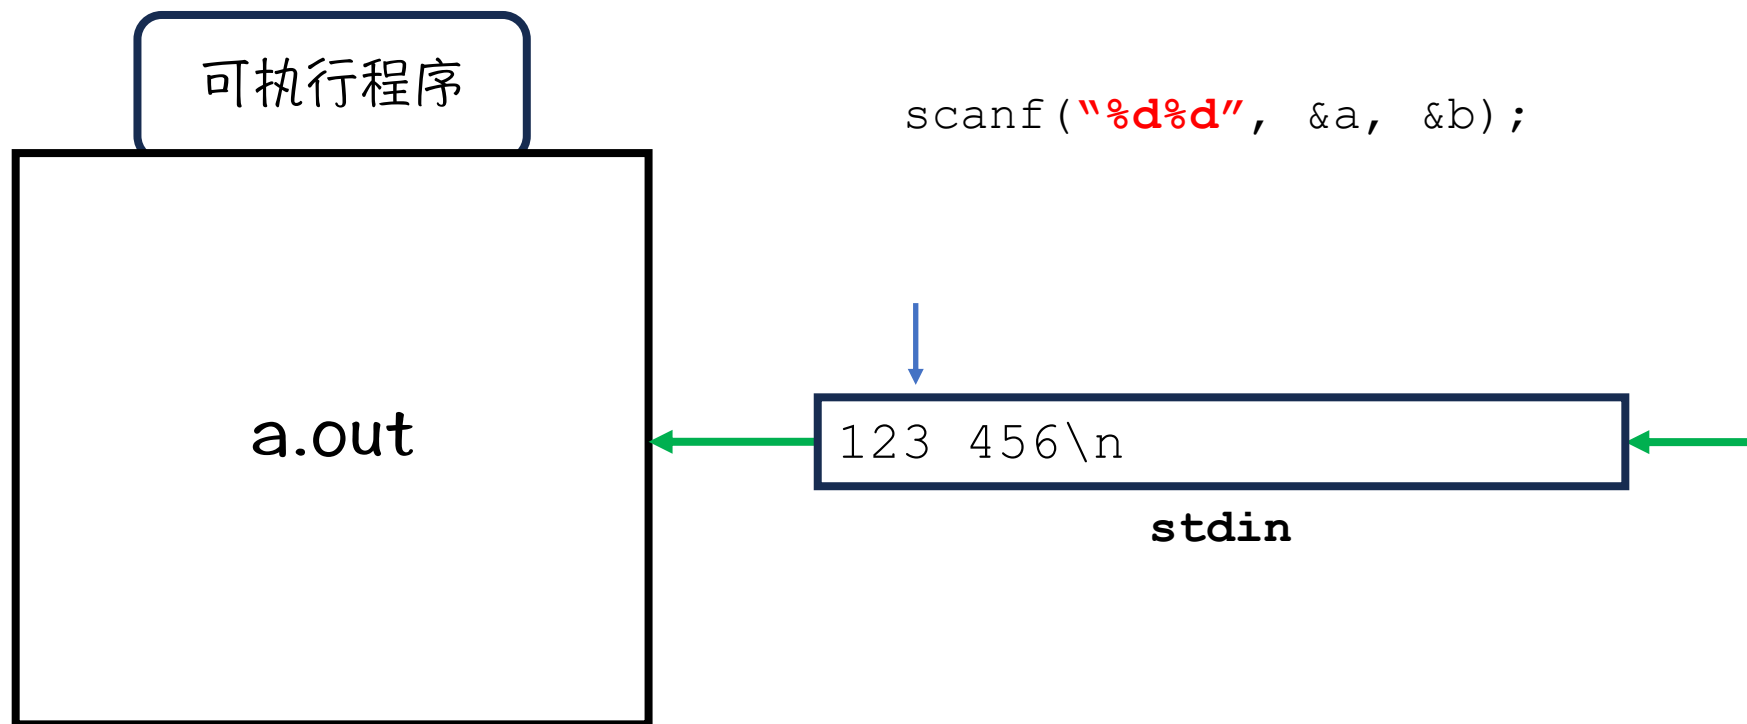 可执行程序
scanf(“%d%d”, &a, &b);
a.out
123 456\n
stdin